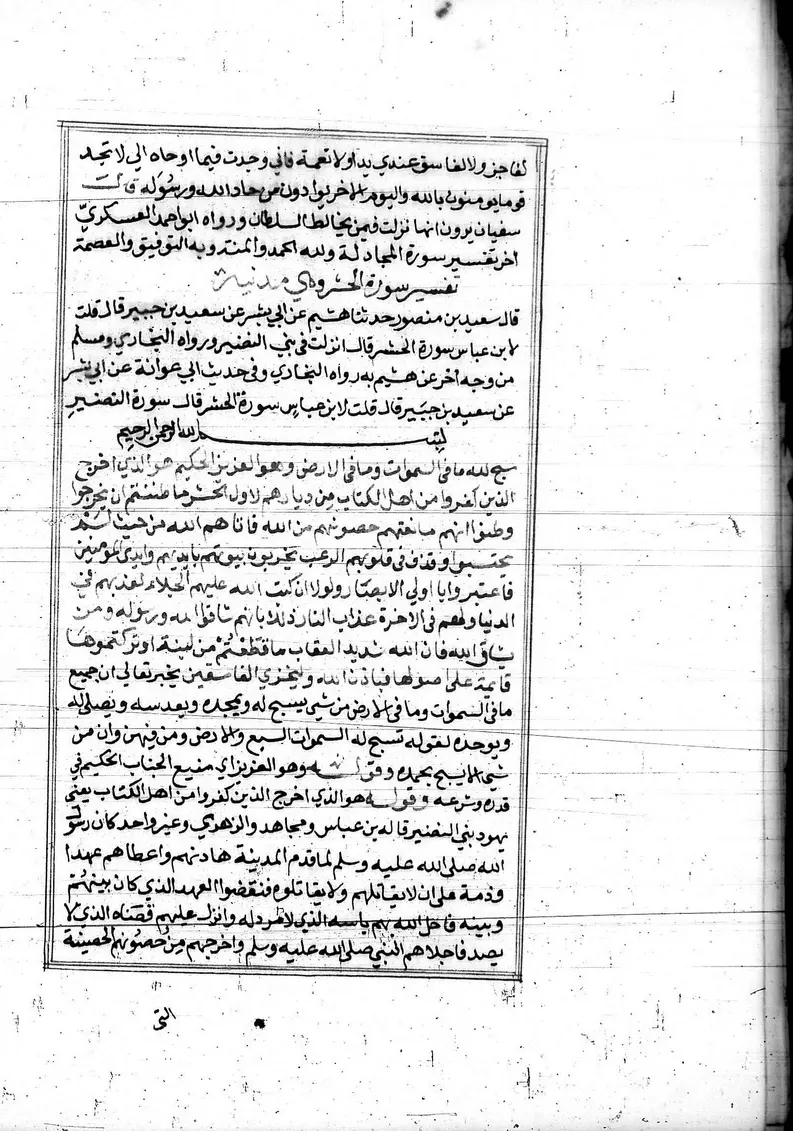 لفاجر ولا لفاسق عندي يدا ولا نعمة فاني وجدت فيما اوحاه الي لا تجد
قوما يومنون بالله واليوم الاخر يوادون من حاد الله ورسوله قالـــ
سفيان يرون انها نزلت فيمن يخالط السلطان ورواه ابو احمد العسكري
اخر تفسير سورة المجادلة ولله الحمد والمنة وبه التوفيق والعصمة
تفسير سورة الحشر وهي مدنية
قال سعيد بن منصور حدثنا هشيم عن ابي بشر عن سعيد بن جبير قال قلت
لابن عباس سورة الحشر قال انزلت في بني النضير ورواه البخاري ومسلم
من وجه اخر عن هشيم به رواه البخاري وفي حديث ابي عوانة عن ابي بشر
عن سعيد بن جبير قال قلت لابن عباس سورة الحشر قال سورة النضير
بســـــــــم الله الرحمن الرحيم
سبح لله ما في السموات وما في الارض وهو العزيز الحكيم هو الذي اخرج
الذين كفروا من اهل الكتاب من ديارهم لاول الحشر ما ظننتم ان يخرجوا
وظنوا انهم مانعتهم حصونهم من الله فاتاهم الله من حيث لم
يحتسبوا وقذف في قلوبهم الرعب يخربون بيوتهم بايديهم وايدي المومنين
فاعتبروا يا اولي الابصار ولولا ان كتب الله عليهم الجلاء لعذبهم في
الدنيا ولهم في الاخرة عذاب النار ذلك بانهم شاقوا الله ورسوله ومن
يشاق الله فان الله شديد العقاب ما قطعتم من لينة او تركتموها
قايمة على اصولها فباذن الله وليخزي الفاسقين يخبر تعالى ان جميع
ما في السموات وما في الارض من شي يسبح له ويمجده ويقدسه ويصلي له
ويوحده لقوله تسبح له السموات السبع والارض ومن فيهن وان من
شي الا يسبح بحمده وقولــه وهو العزيز اي منيع الجناب الحكيم في
قدره وشرعه وقولــه هو الذي اخرج الذين كفروا من اهل الكتاب يعني
يهود بني النضير قاله بن عباس ومجاهد والزهري وغير واحد كان رسول
الله صلى الله عليه وسلم لما قدم المدينة هادنهم واعطاهم عهدا
وذمة على ان لا يقاتلهم ولا يقاتلوه فنقضوا العهد الذي كان بينهم
وبينه فاحل الله بهم باسه الذي لا مرد له وانزل عليهم قضاه الذي لا
يصد فاجلاهم النبي صلى الله عليه وسلم واخرجهم من حصونهم الحصينة
التي